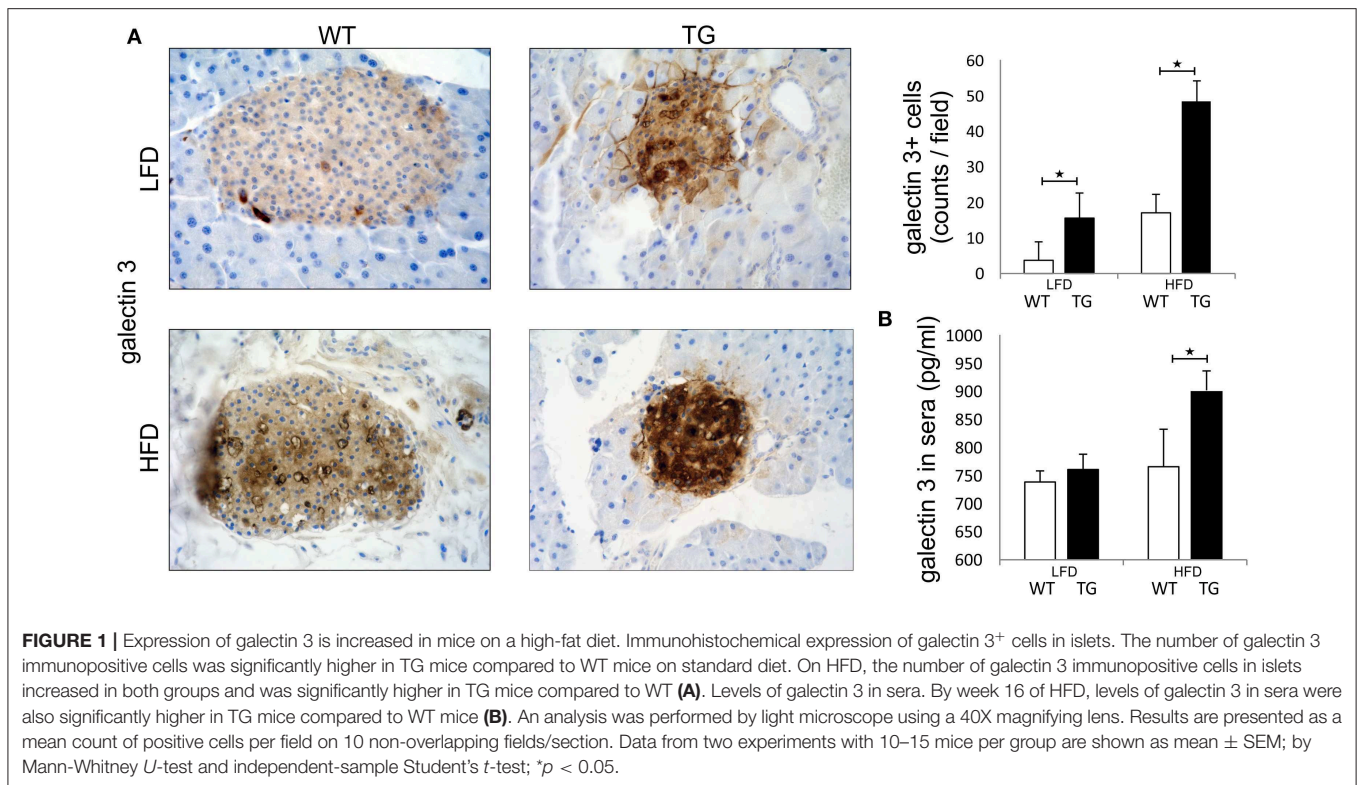 A
WT
TG
LFD
HFD
galectin 3
galectin 3+ cells
(counts / field)
60
50
40
30
20
10
0
LFD
HFD
WT
TG
WT
TG
B
galectin 3 in sera (pg/ml)
1000
950
900
850
800
750
700
650
600
LFD
HFD
WT
TG
WT
TG
FIGURE 1 | Expression of galectin 3 is increased in mice on a high-fat diet. Immunohistochemical expression of galectin 3+ cells in islets. The number of galectin 3
immunopositive cells was significantly higher in TG mice compared to WT mice on standard diet. On HFD, the number of galectin 3 immunopositive cells in islets
increased in both groups and was significantly higher in TG mice compared to WT (A). Levels of galectin 3 in sera. By week 16 of HFD, levels of galectin 3 in sera were
also significantly higher in TG mice compared to WT mice (B). An analysis was performed by light microscope using a 40X magnifying lens. Results are presented as a
mean count of positive cells per field on 10 non-overlapping fields/section. Data from two experiments with 10–15 mice per group are shown as mean ± SEM; by
Mann-Whitney U-test and independent-sample Student's t-test; *p < 0.05.